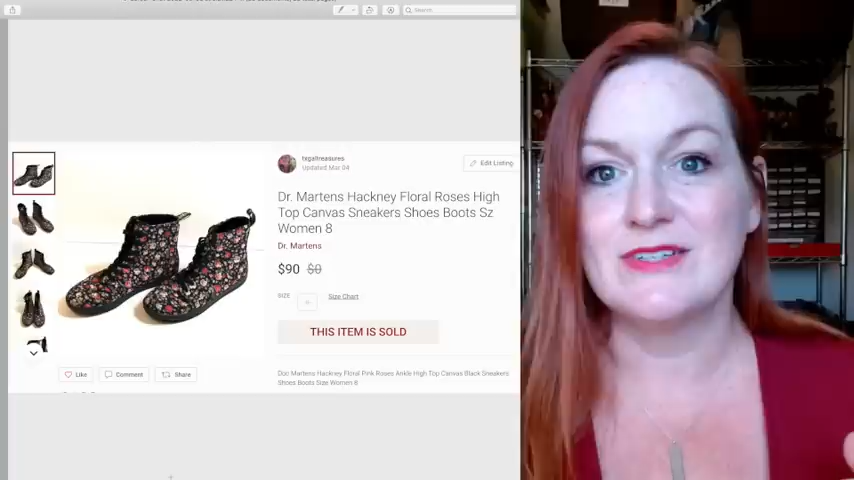 Search
txgaltreasures
Updated Mar 04
Edit Listing
Dr. Martens Hackney Floral Roses High
Top Canvas Sneakers Shoes Boots Sz
Women 8
Dr. Martens
$90 $0
SIZE
Size Chart
THIS ITEM IS SOLD
Like
Comment
Share
Doc Martens Hackney Floral Pink Roses Ankle High Top Canvas Black Sneakers
Shoes Boots Size Women 8